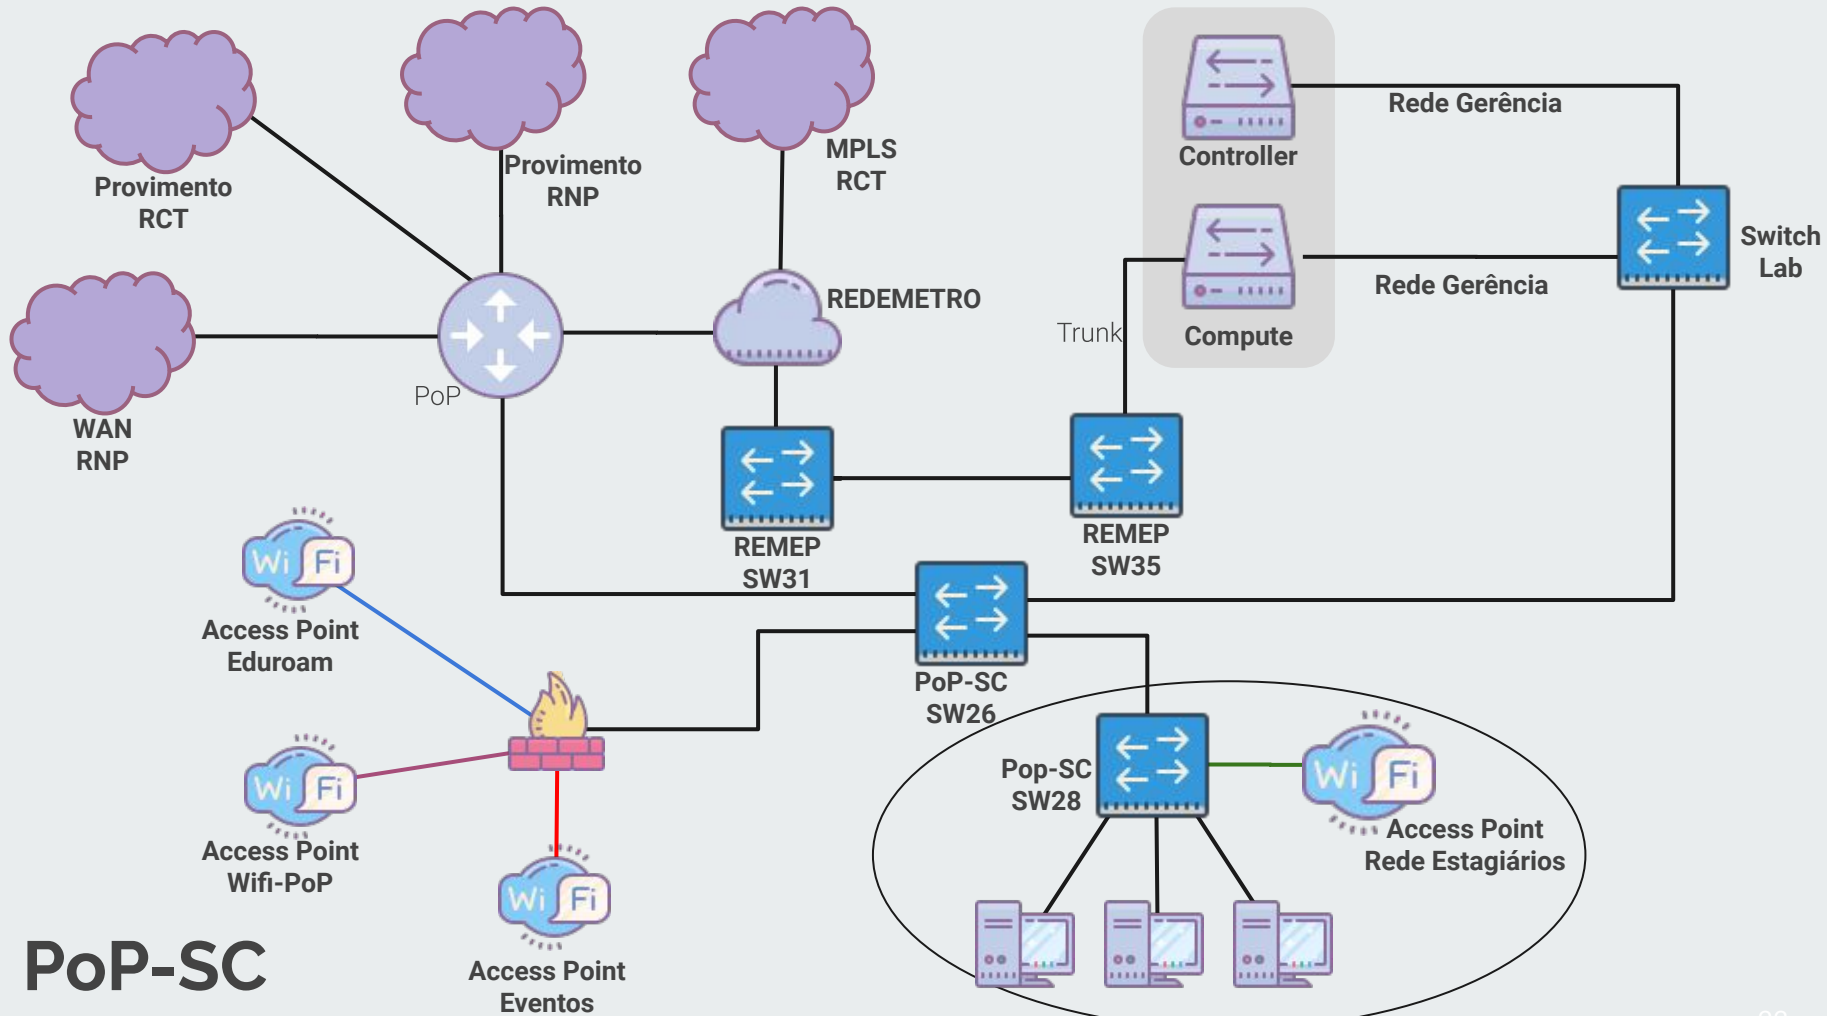 Provimento
RCT
Provimento
RNP
MPLS
RCT
Controller
Rede Gerência
Switch
Lab
Rede Gerência
Compute
Trunk
REDEMETRO
PoP
WAN
RNP
REMEP
SW31
REMEP
SW35
Wi Fi
Access Point
Eduroam
PoP-SC
SW26
Wi Fi
Access Point
Wifi-PoP
Pop-SC
SW28
Wi Fi
Access Point
Rede Estagiários
Wi Fi
Access Point
Eventos
PoP-SC